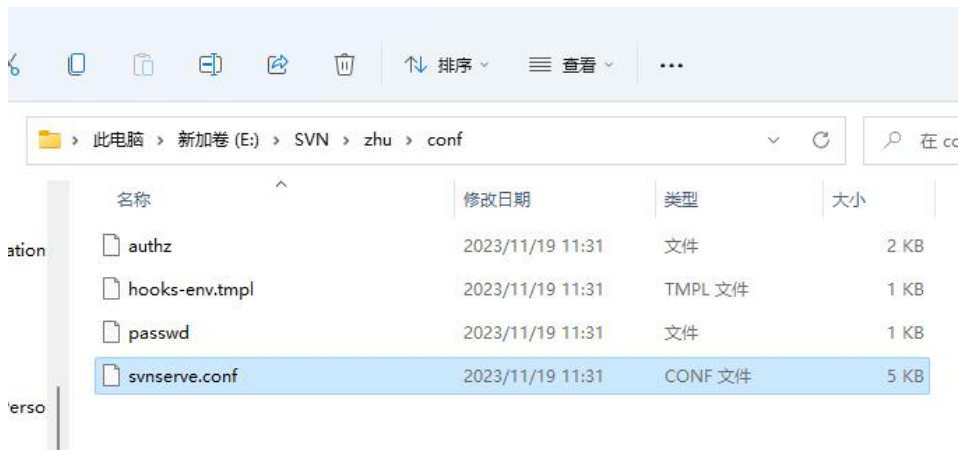 排序 查看 ...
此电脑 > 新加卷 (E:) > SVN > zhu > conf
在 co
名称 修改日期 类型 大小
ation
authz 2023/11/19 11:31 文件 2 KB
hooks-env.tmpl 2023/11/19 11:31 TMPL 文件 1 KB
passwd 2023/11/19 11:31 文件 1 KB
svnserve.conf 2023/11/19 11:31 CONF 文件 5 KB
Perso